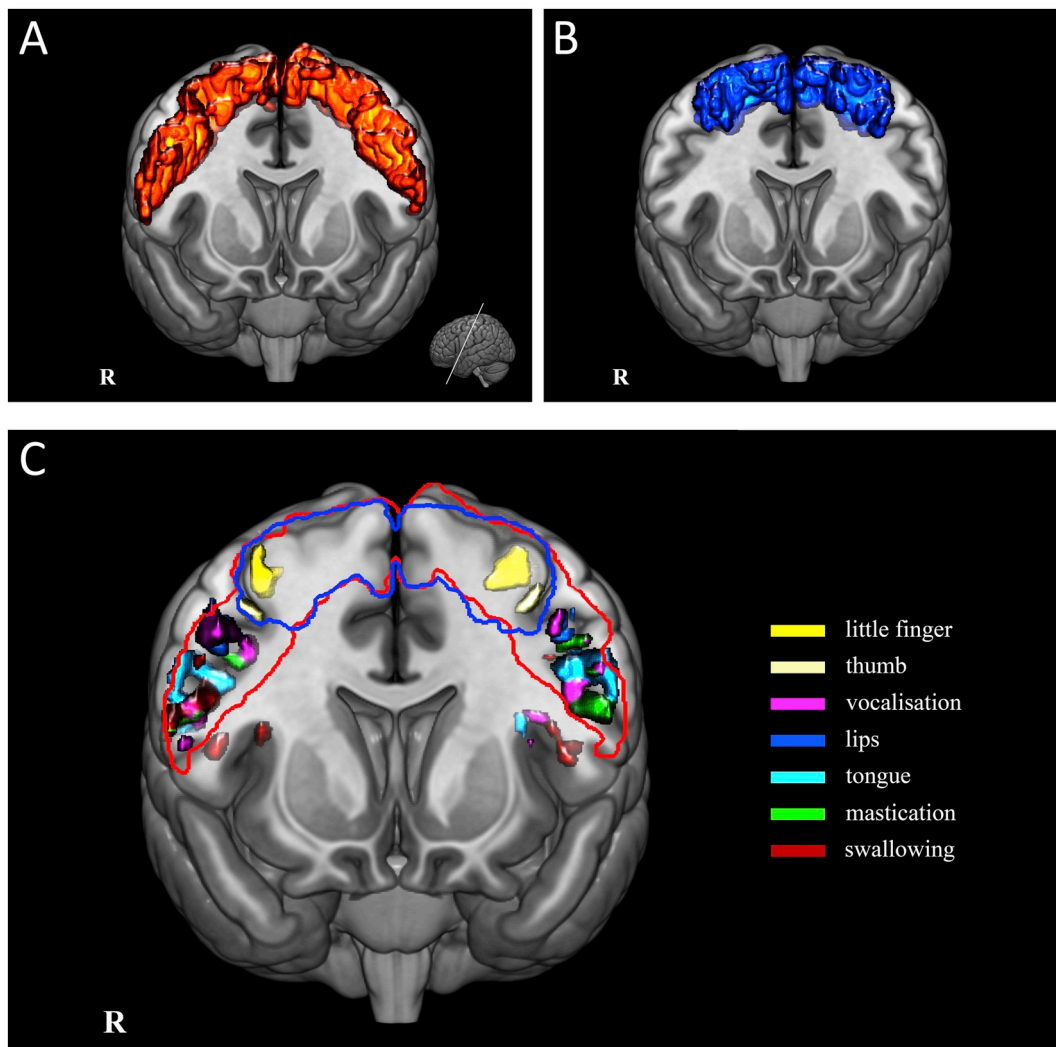 A
B
R
R
C
little finger
thumb
vocalisation
lips
tongue
mastication
swallowing
R